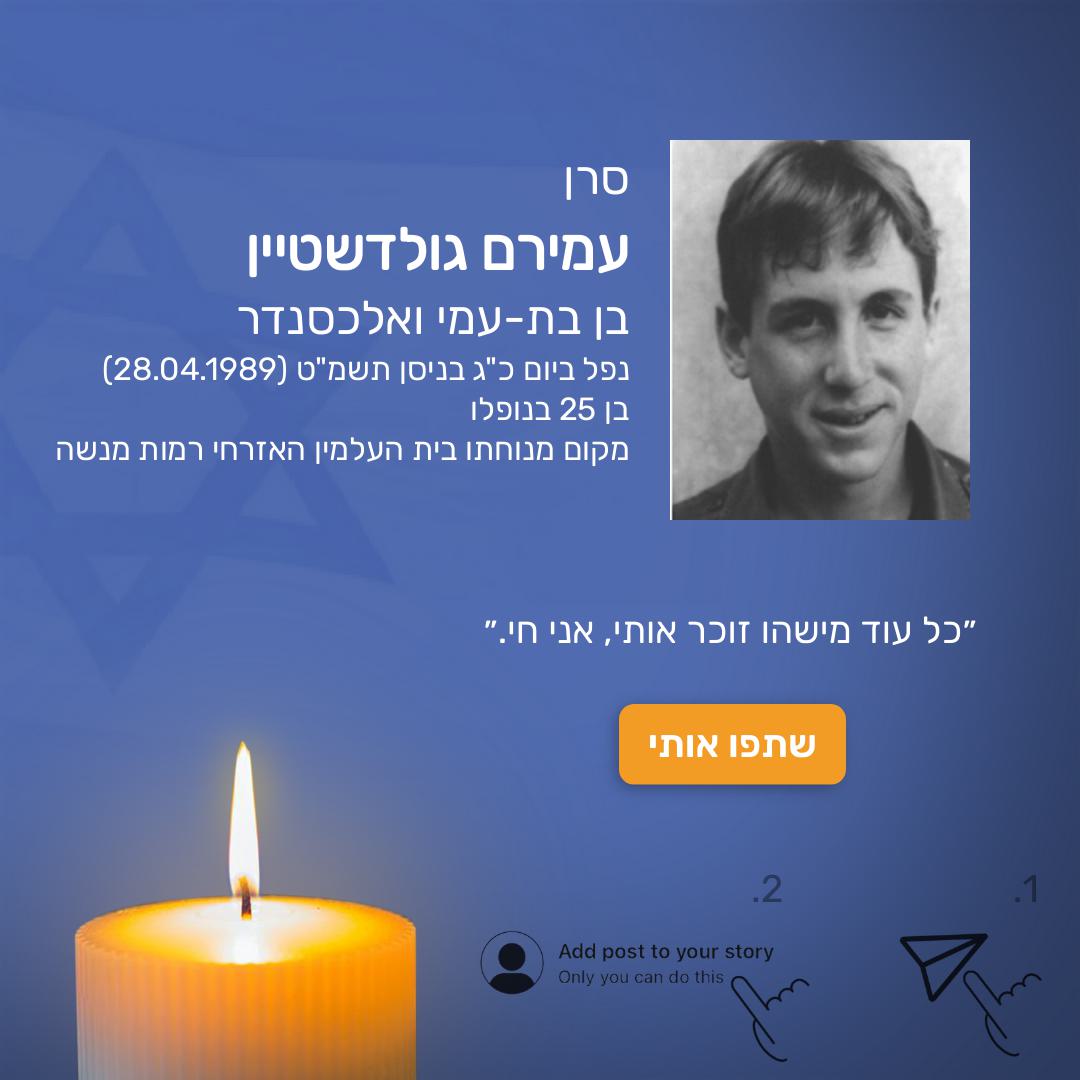 סרן
עמירם גולדשטיין
בן בת-עמי ואלכסנדר
נפל ביום כ"ג בניסן תשמ"ט (28.04.1989)
בן 25 בנופלו
מקום מנוחתו בית העלמין האזרחי רמות מנשה
״כל עוד מישהו זוכר אותי, אני חי.״
שתפו אותי
1.
2.
Add post to your story
Only you can do this